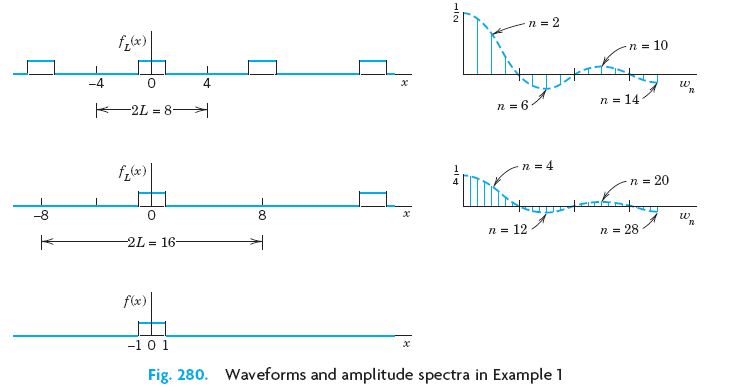 f_L(x)
-4 0 4 x
2L = 8
1/2
n = 2
n = 10
n = 6
n = 14
w_n
f_L(x)
-8 0 8 x
2L = 16
1/4
n = 4
n = 20
n = 12
n = 28
w_n
f(x)
-1 0 1 x
Fig. 280. Waveforms and amplitude spectra in Example 1